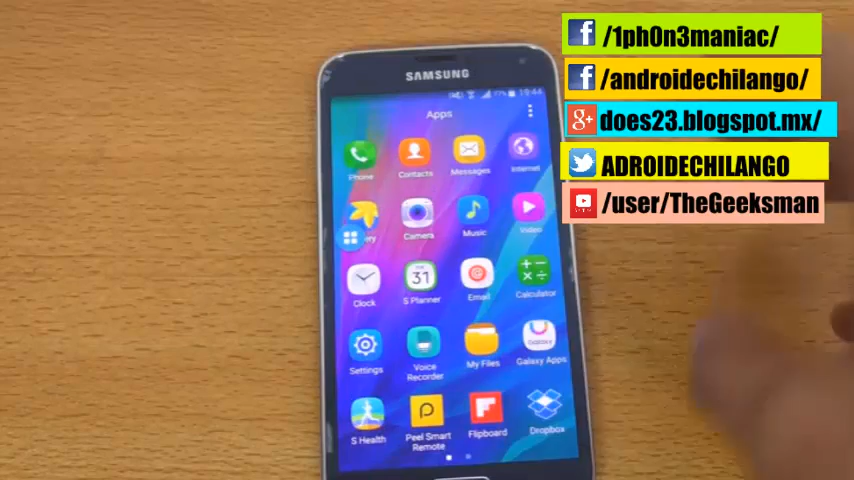 /1ph0n3maniac/
/androidechilango/
does23.blogspot.mx/
ADROIDECHILANGO
/user/TheGeeksman
SAMSUNG
77% 19:44
Apps
Phone Contacts Messages Internet
Camera Music Video
Clock S Planner Email Calculator
31
Settings Voice Recorder My Files Galaxy Apps
S Health Peel Smart Remote Flipboard Dropbox